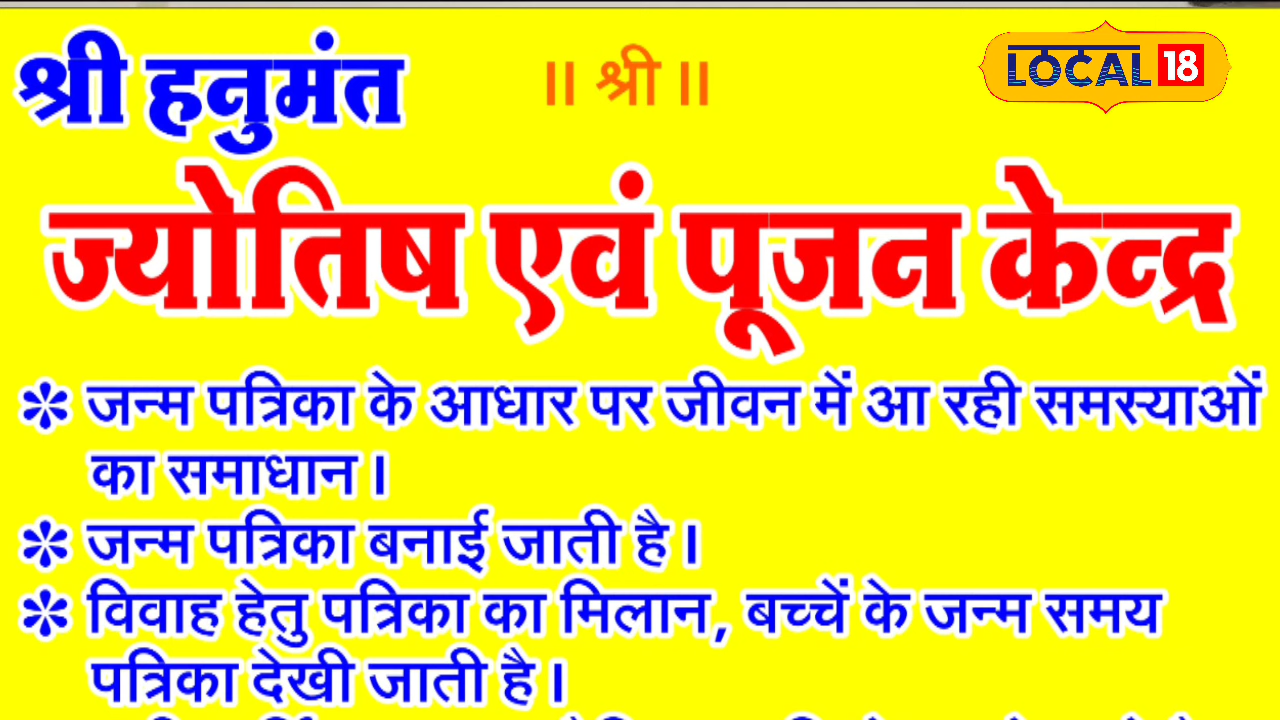 श्री हनुमंत
॥ श्री ॥
LOCAL 18
ज्योतिष एवं पूजन केन्द्र
✽ जन्म पत्रिका के आधार पर जीवन में आ रही समस्याओं
का समाधान।
✽ जन्म पत्रिका बनाई जाती है।
✽ विवाह हेतु पत्रिका का मिलान, बच्चें के जन्म समय
पत्रिका देखी जाती है।